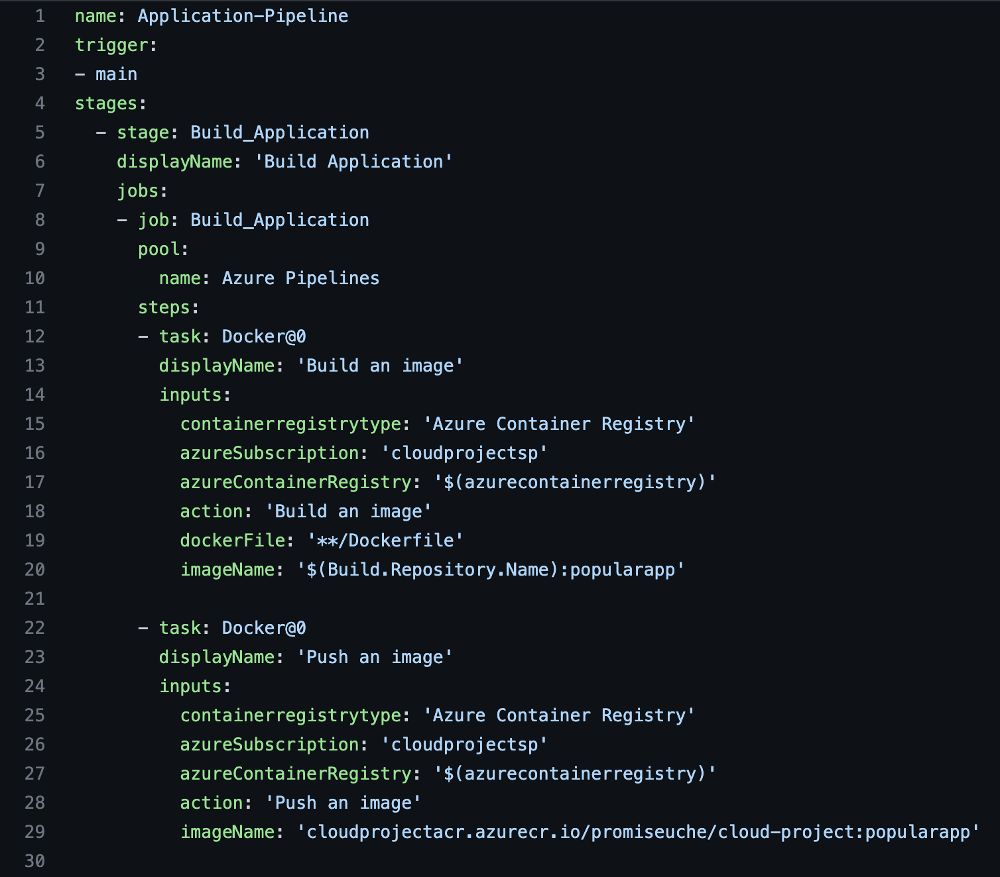 1 name: Application-Pipeline
2 trigger:
3 - main
4 stages:
5   - stage: Build_Application
6     displayName: 'Build Application'
7     jobs:
8     - job: Build_Application
9       pool:
10         name: Azure Pipelines
11       steps:
12       - task: Docker@0
13         displayName: 'Build an image'
14         inputs:
15           containerregistrytype: 'Azure Container Registry'
16           azureSubscription: 'cloudprojectsp'
17           azureContainerRegistry: '$(azurecontainerregistry)'
18           action: 'Build an image'
19           dockerFile: '**/Dockerfile'
20           imageName: '$(Build.Repository.Name):popularapp'
21
22       - task: Docker@0
23         displayName: 'Push an image'
24         inputs:
25           containerregistrytype: 'Azure Container Registry'
26           azureSubscription: 'cloudprojectsp'
27           azureContainerRegistry: '$(azurecontainerregistry)'
28           action: 'Push an image'
29           imageName: 'cloudprojectacr.azurecr.io/promiseuche/cloud-project:popularapp'
30